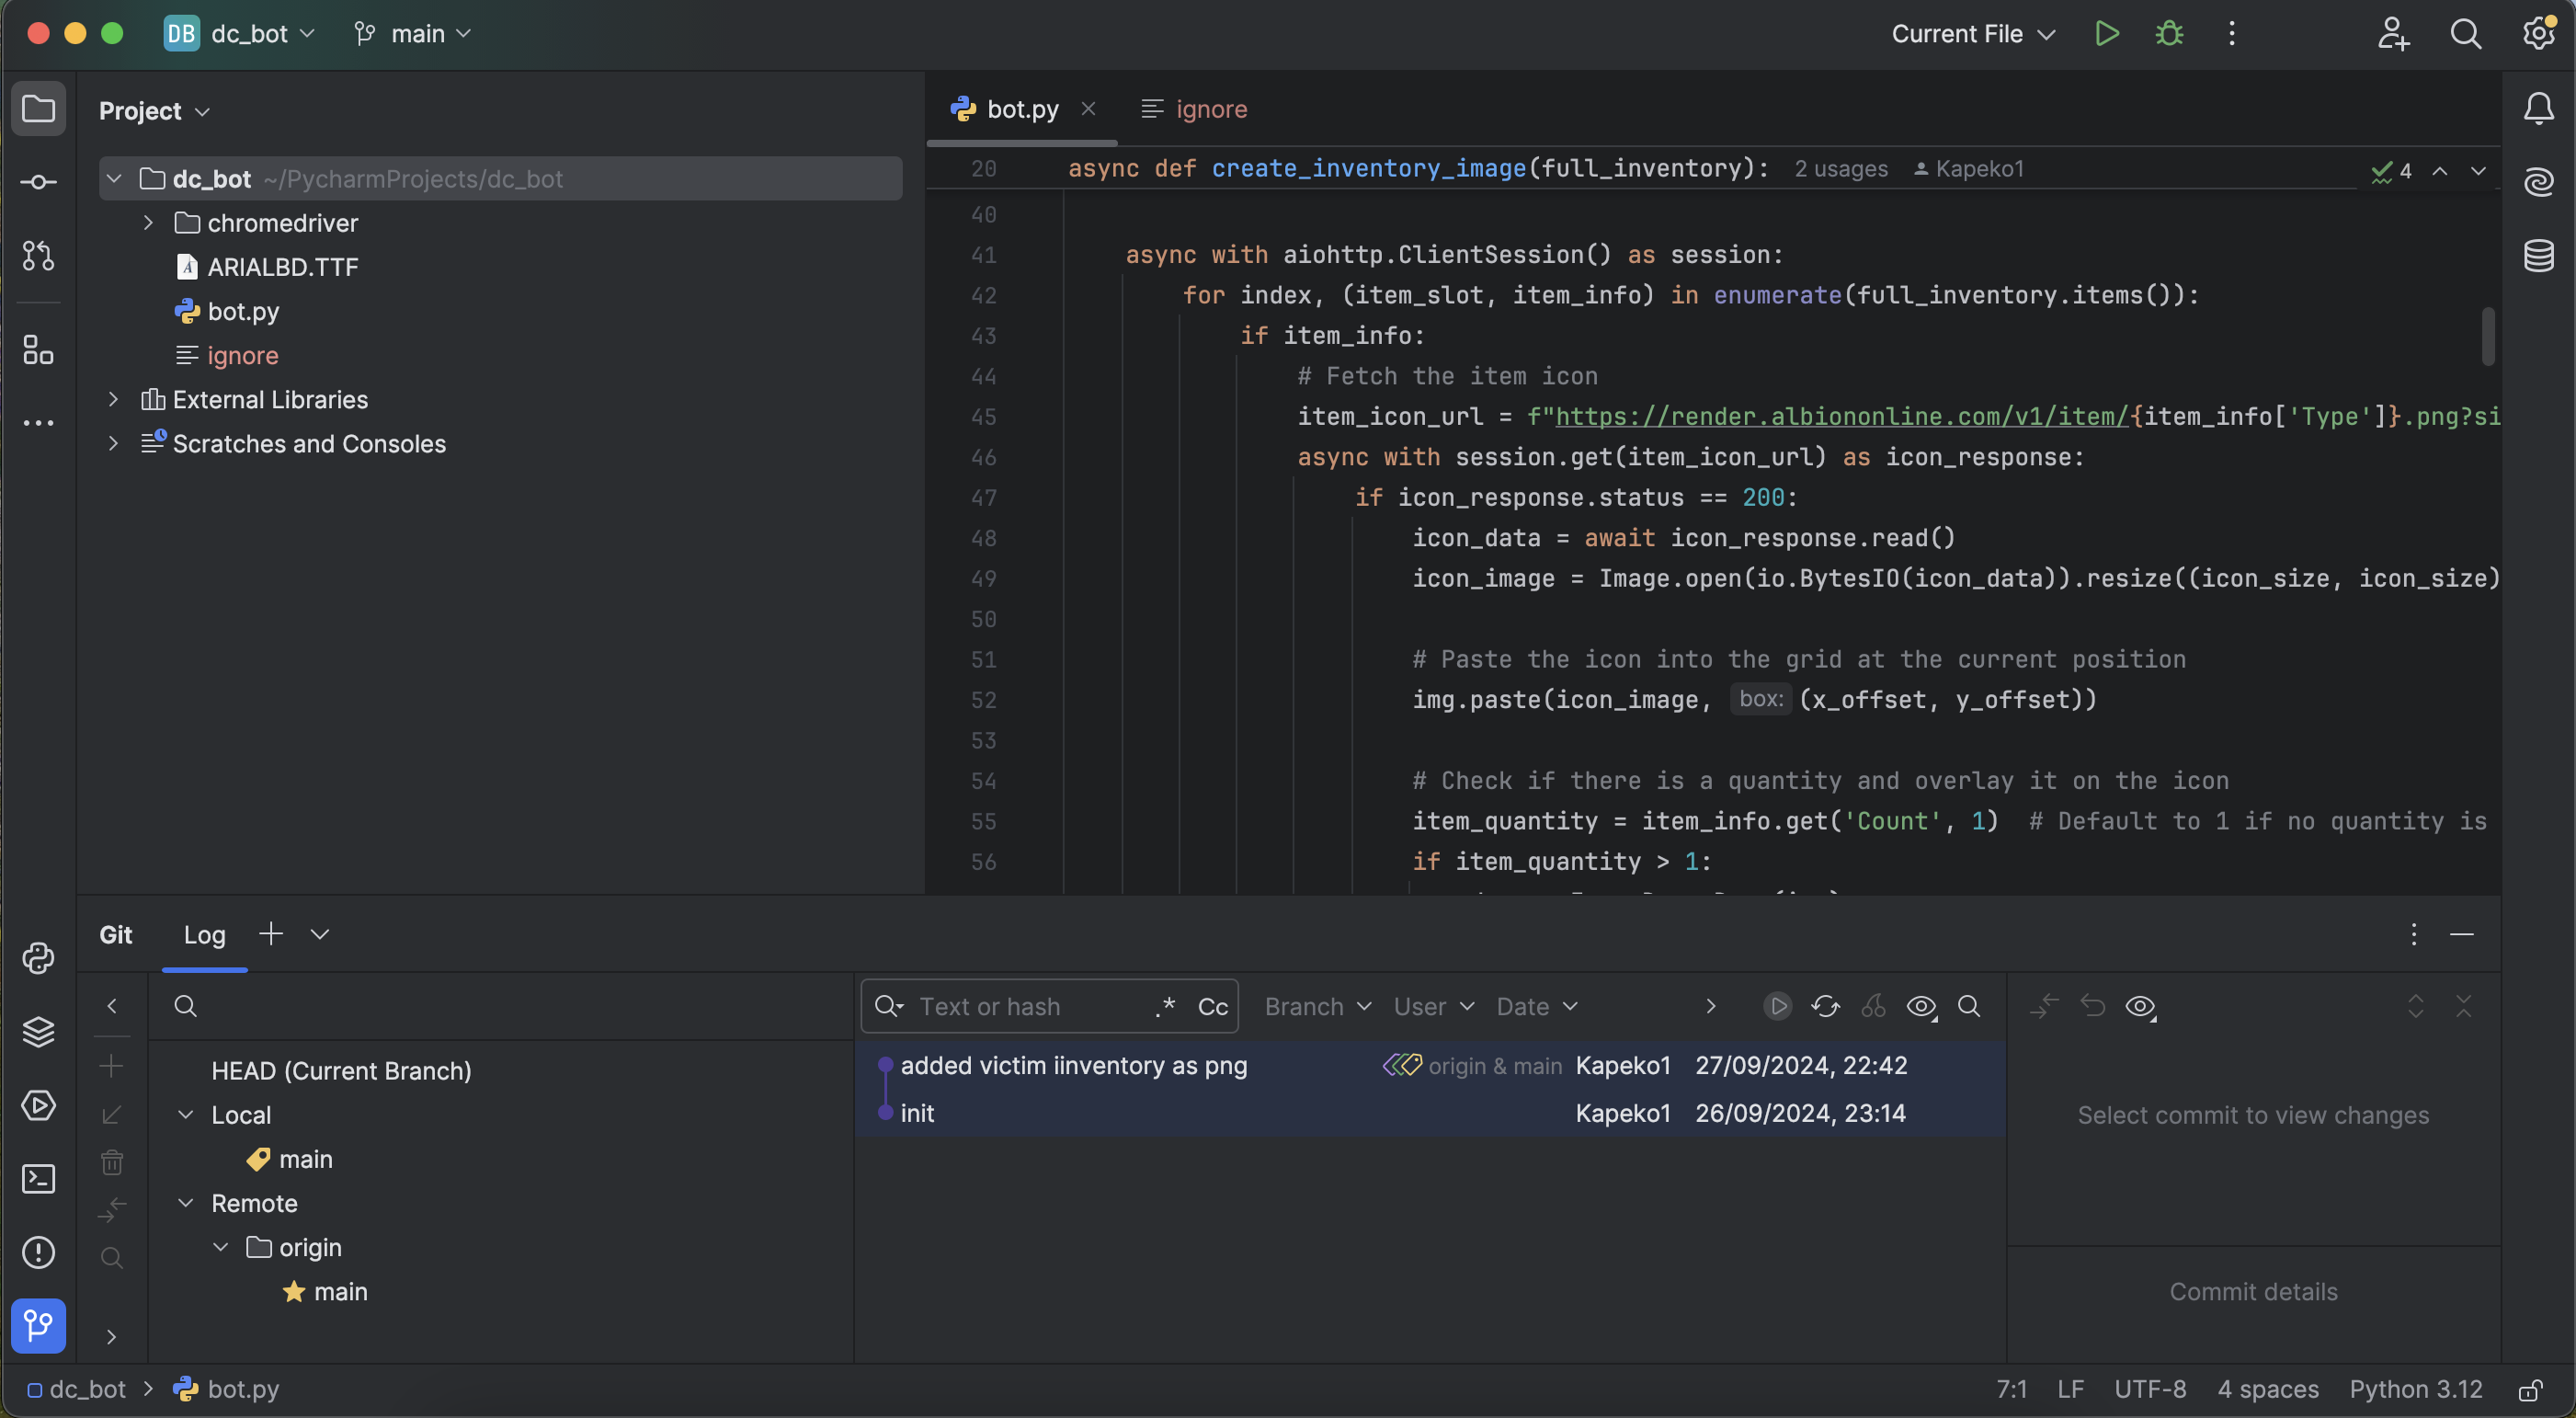 DB dc_bot main Current File
Project
dc_bot ~/PycharmProjects/dc_bot
chromedriver
ARIALBD.TTF
bot.py
ignore
External Libraries
Scratches and Consoles
bot.py ignore
20 async def create_inventory_image(full_inventory): 2 usages Kapeko1 4
40
41 async with aiohttp.ClientSession() as session:
42 for index, (item_slot, item_info) in enumerate(full_inventory.items()):
43 if item_info:
44 # Fetch the item icon
45 item_icon_url = f"https://render.albiononline.com/v1/item/{item_info['Type']}.png?si
46 async with session.get(item_icon_url) as icon_response:
47 if icon_response.status == 200:
48 icon_data = await icon_response.read()
49 icon_image = Image.open(io.BytesIO(icon_data)).resize((icon_size, icon_size)
50
51 # Paste the icon into the grid at the current position
52 img.paste(icon_image, box: (x_offset, y_offset))
53
54 # Check if there is a quantity and overlay it on the icon
55 item_quantity = item_info.get('Count', 1) # Default to 1 if no quantity is
56 if item_quantity > 1:
Git Log
HEAD (Current Branch)
Local
main
Remote
origin
main
Text or hash .* Cc Branch User Date
added victim iinventory as png origin & main Kapeko1 27/09/2024, 22:42
init Kapeko1 26/09/2024, 23:14
Select commit to view changes
Commit details
dc_bot bot.py 7:1 LF UTF-8 4 spaces Python 3.12